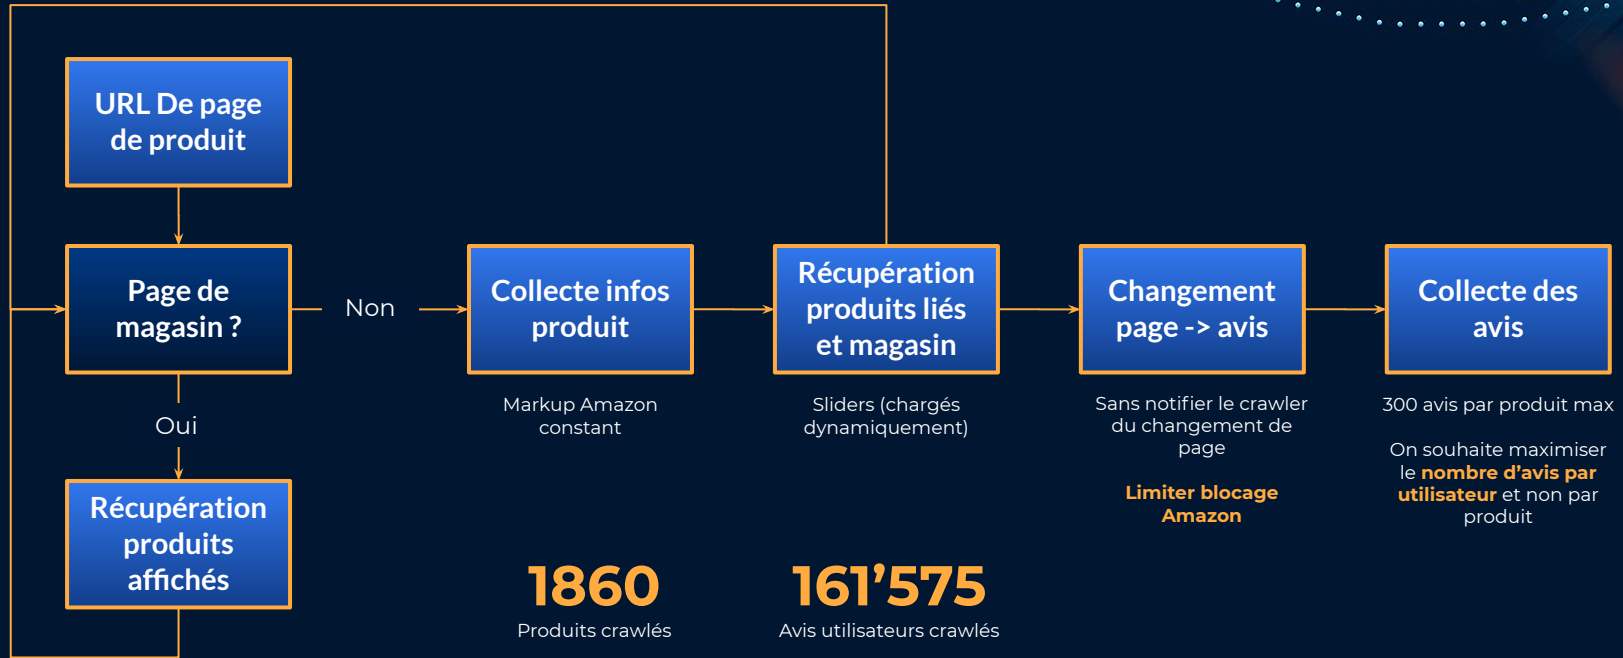 URL De page
de produit
Page de
magasin ?
Non
Oui
Récupération
produits
affichés
Collecte infos
produit
Markup Amazon
constant
Récupération
produits liés
et magasin
Sliders (chargés
dynamiquement)
Changement
page -> avis
Sans notifier le crawler
du changement de
page
Limiter blocage
Amazon
Collecte des
avis
300 avis par produit max
On souhaite maximiser
le nombre d’avis par
utilisateur et non par
produit
1860
Produits crawlés
161’575
Avis utilisateurs crawlés